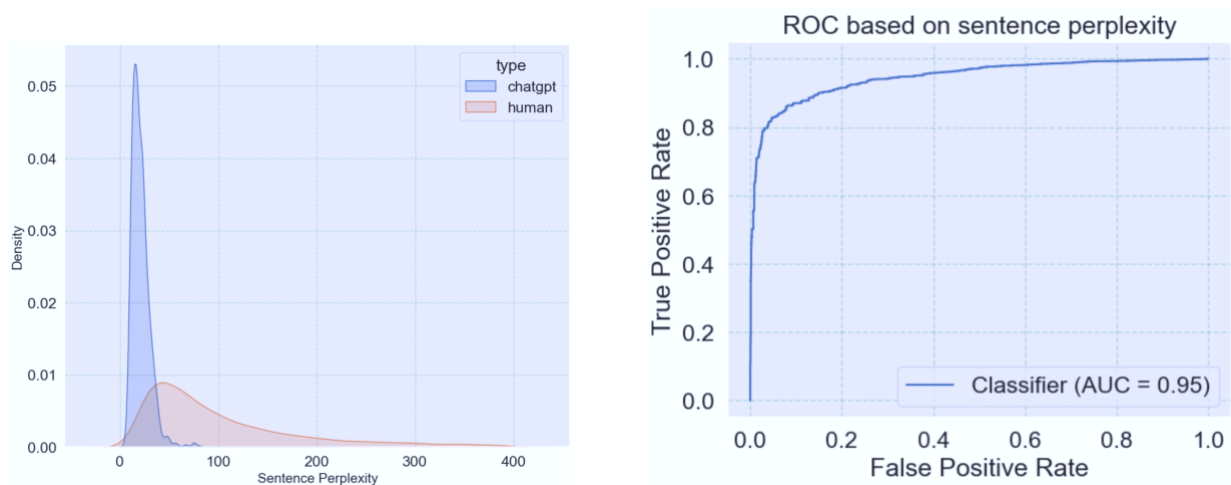 type
chatgpt
human
0.05
0.04
0.03
0.02
0.01
0.00
Density
0
100
200
300
400
Sentence Perplexity
ROC based on sentence perplexity
1.0
0.8
0.6
0.4
0.2
0.0
True Positive Rate
Classifier (AUC = 0.95)
0.0
0.2
0.4
0.6
0.8
1.0
False Positive Rate